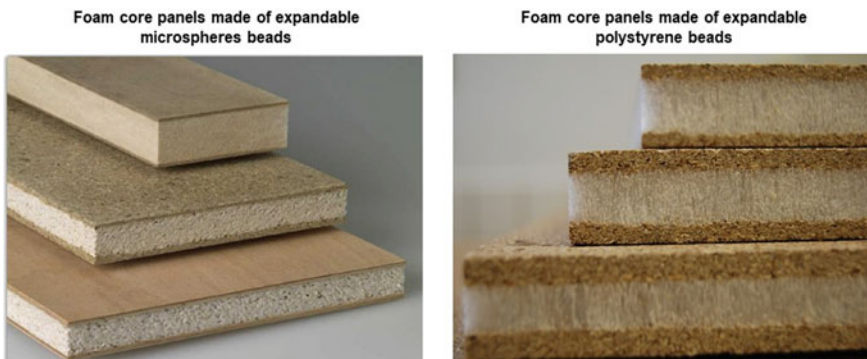 Foam core panels made of expandable
microspheres beads
Foam core panels made of expandable
polystyrene beads